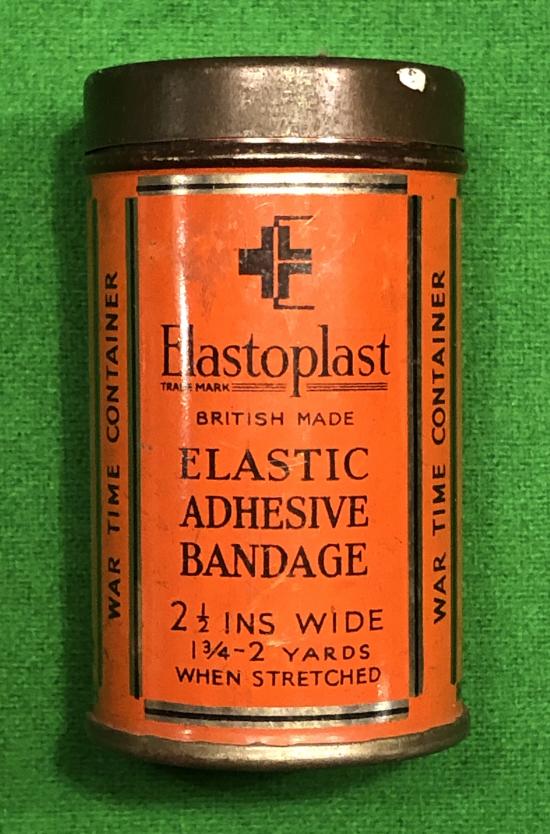 WAR TIME CONTAINER
Elastoplast
TRADE MARK
BRITISH MADE
ELASTIC
ADHESIVE
BANDAGE
2½ INS WIDE
1¾-2 YARDS
WHEN STRETCHED
WAR TIME CONTAINER